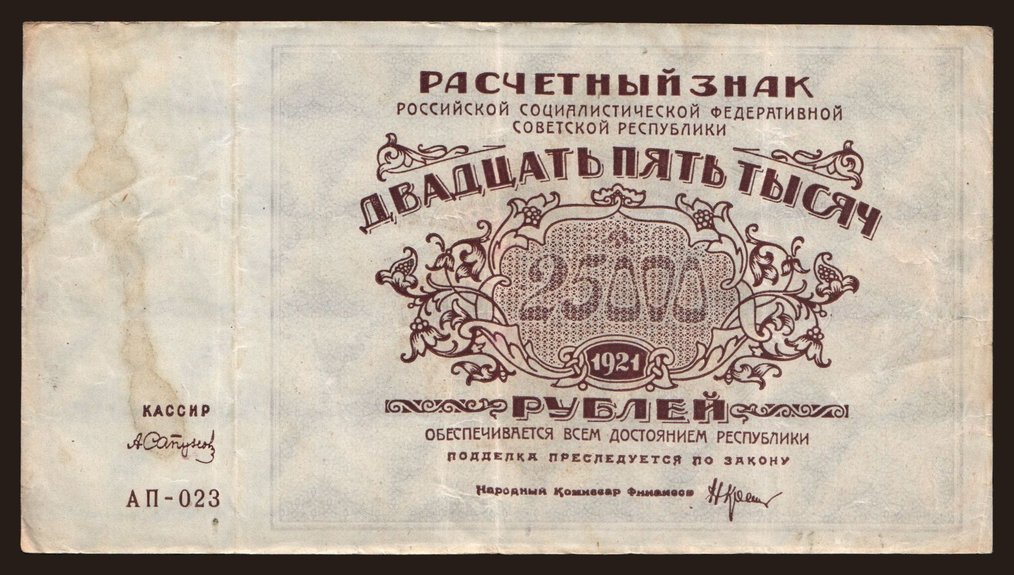 РАСЧЕТНЫЙ ЗНАК
РОССИЙСКОЙ СОЦИАЛИСТИЧЕСКОЙ ФЕДЕРАТИВНОЙ
СОВЕТСКОЙ РЕСПУБЛИКИ
ДВАДЦАТЬ ПЯТЬ ТЫСЯЧ
25000
1921
РУБЛЕЙ
ОБЕСПЕЧИВАЕТСЯ ВСЕМ ДОСТОЯНИЕМ РЕСПУБЛИКИ
ПОДДЕЛКА ПРЕСЛЕДУЕТСЯ ПО ЗАКОНУ
Народный Комиссар Финансов
КАССИР
АП-023